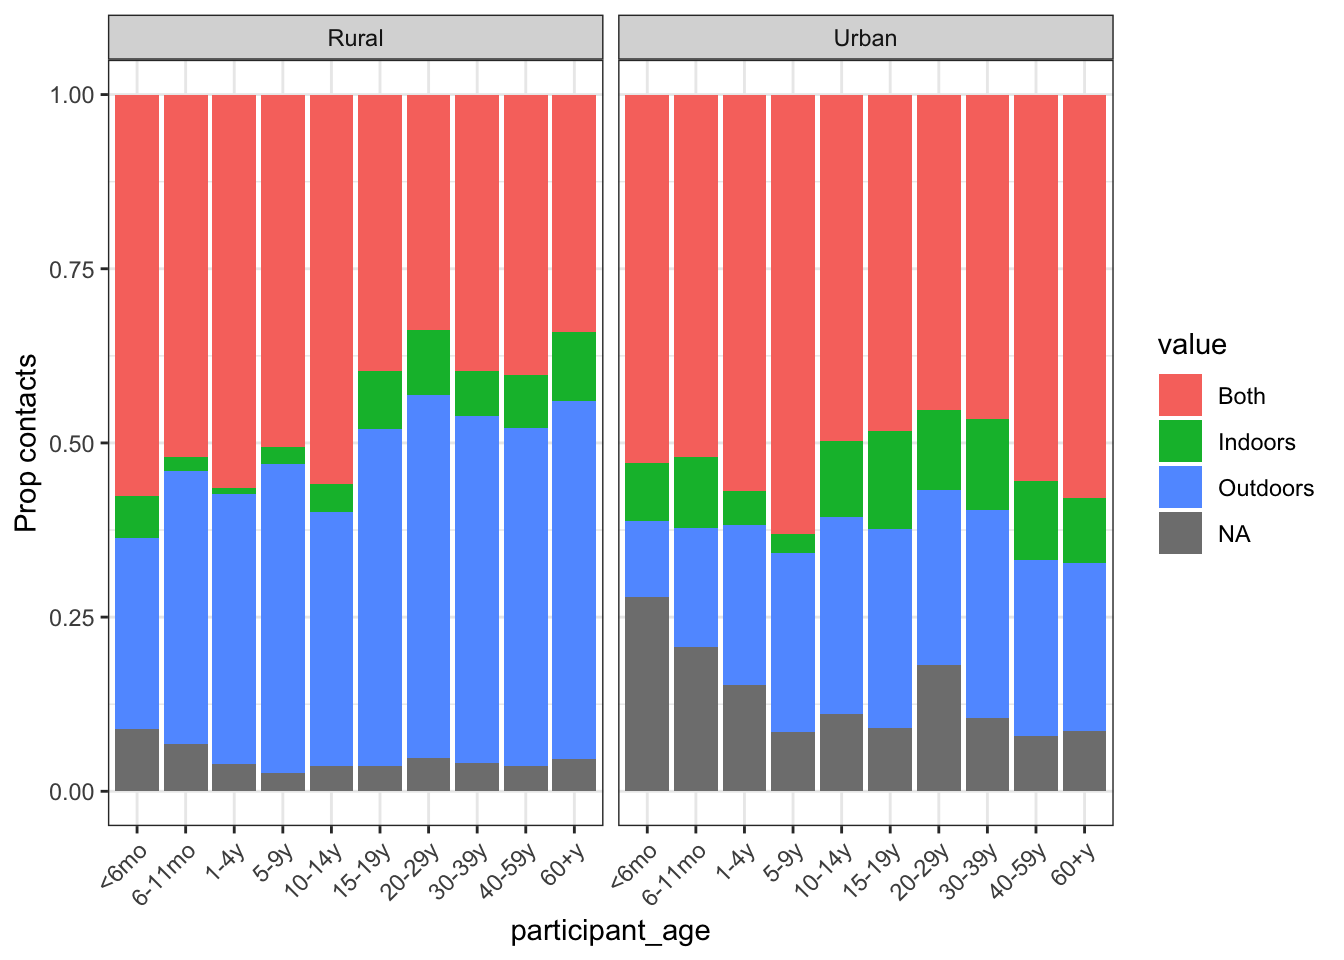 Rural
Urban
1.00
0.75
0.50
0.25
0.00
Prop contacts
<6mo
6-11mo
1-4y
5-9y
10-14y
15-19y
20-29y
30-39y
40-59y
60+y
<6mo
6-11mo
1-4y
5-9y
10-14y
15-19y
20-29y
30-39y
40-59y
60+y
participant_age
value
Both
Indoors
Outdoors
NA